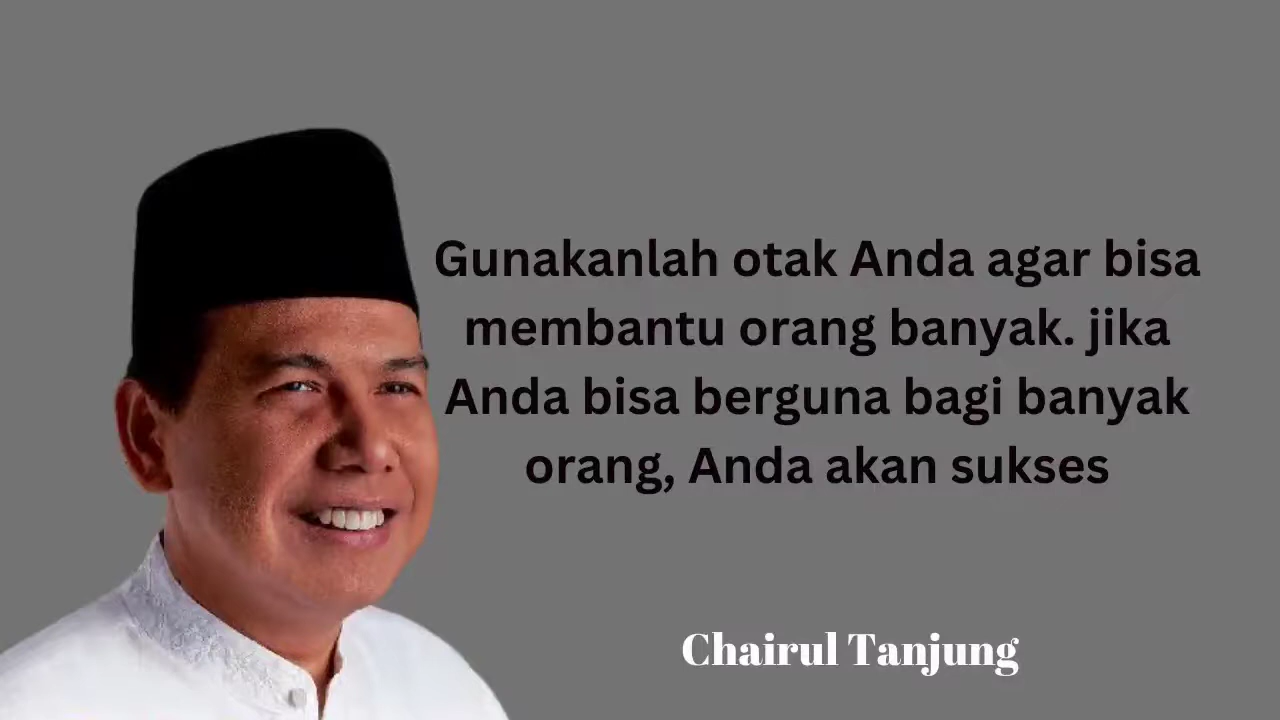 Gunakanlah otak Anda agar bisa
membantu orang banyak. jika
Anda bisa berguna bagi banyak
orang, Anda akan sukses
Chairul Tanjung